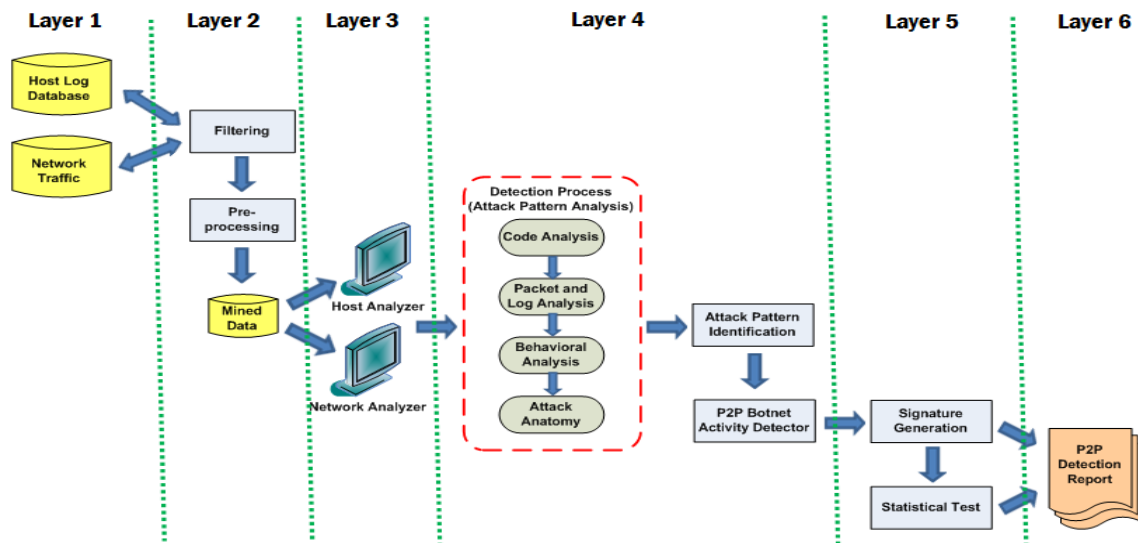 Layer 1
Layer 2
Layer 3
Layer 4
Layer 5
Layer 6
Host Log
Database
Network
Traffic
Filtering
Pre-
processing
Mined
Data
Host Analyzer
Network Analyzer
Detection Process
(Attack Pattern Analysis)
Code Analysis
Packet and
Log Analysis
Behavioral
Analysis
Attack
Anatomy
Attack Pattern
Identification
P2P Botnet
Activity Detector
Signature
Generation
Statistical Test
P2P
Detection
Report